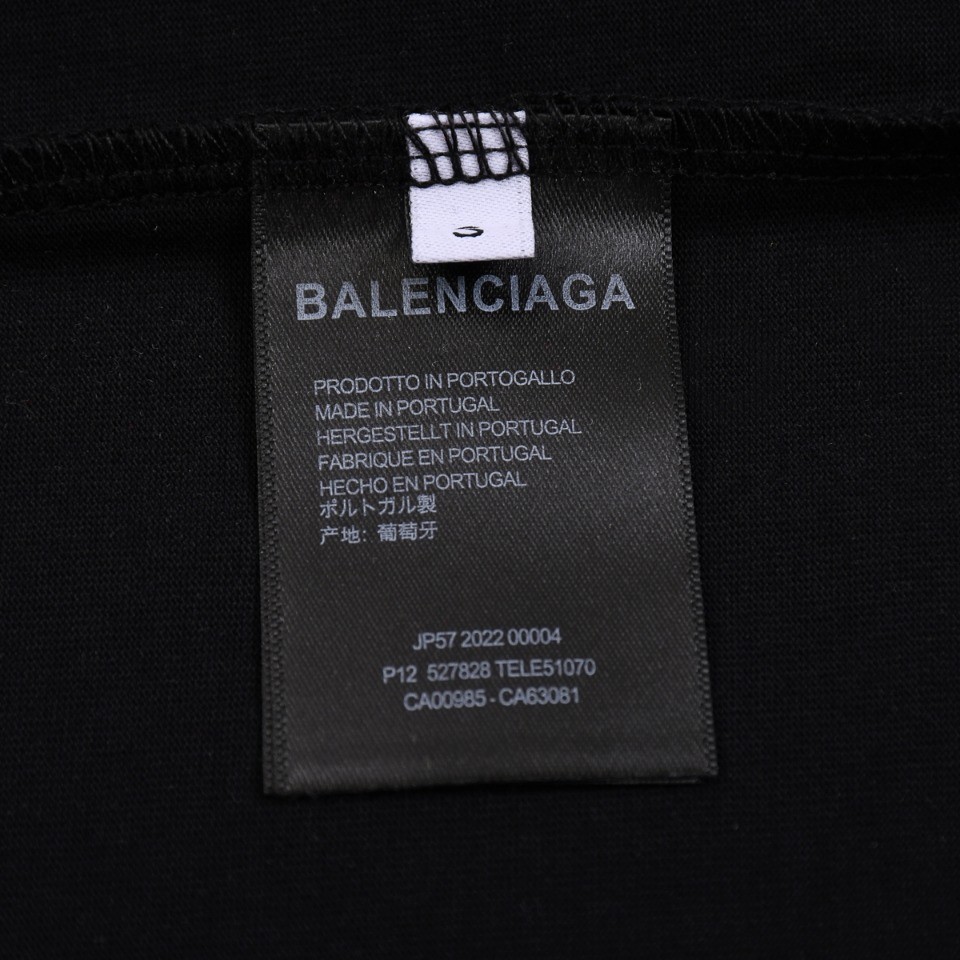 BALENCIAGA
PRODOTTO IN PORTOGALLO
MADE IN PORTUGAL
HERGESTELLT IN PORTUGAL
FABRIQUE EN PORTUGAL
HECHO EN PORTUGAL
ポルトガル製
产地: 葡萄牙
JP57 2022 00004
P12 527828 TELE51070
CA00985 - CA63081